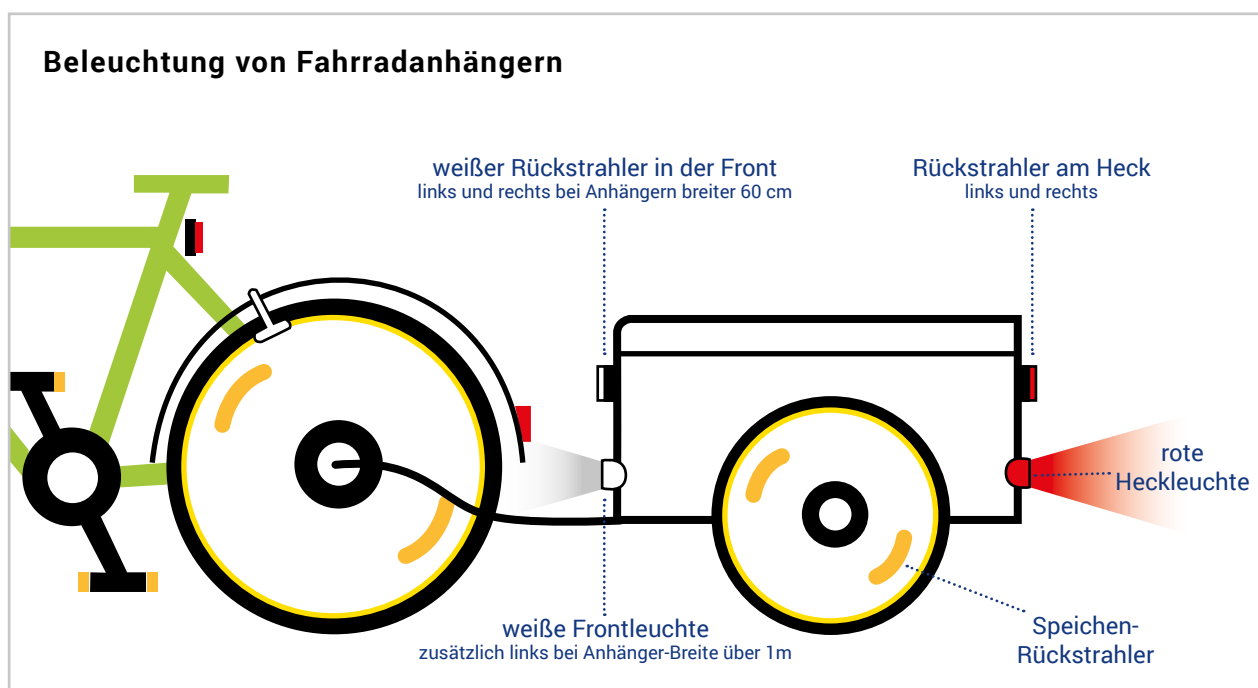 Beleuchtung von Fahrradanhängern
weißer Rückstrahler in der Front
links und rechts bei Anhängern breiter 60 cm
Rückstrahler am Heck
links und rechts
rote
Heckleuchte
weiße Frontleuchte
zusätzlich links bei Anhänger-Breite über 1m
Speichen-
Rückstrahler